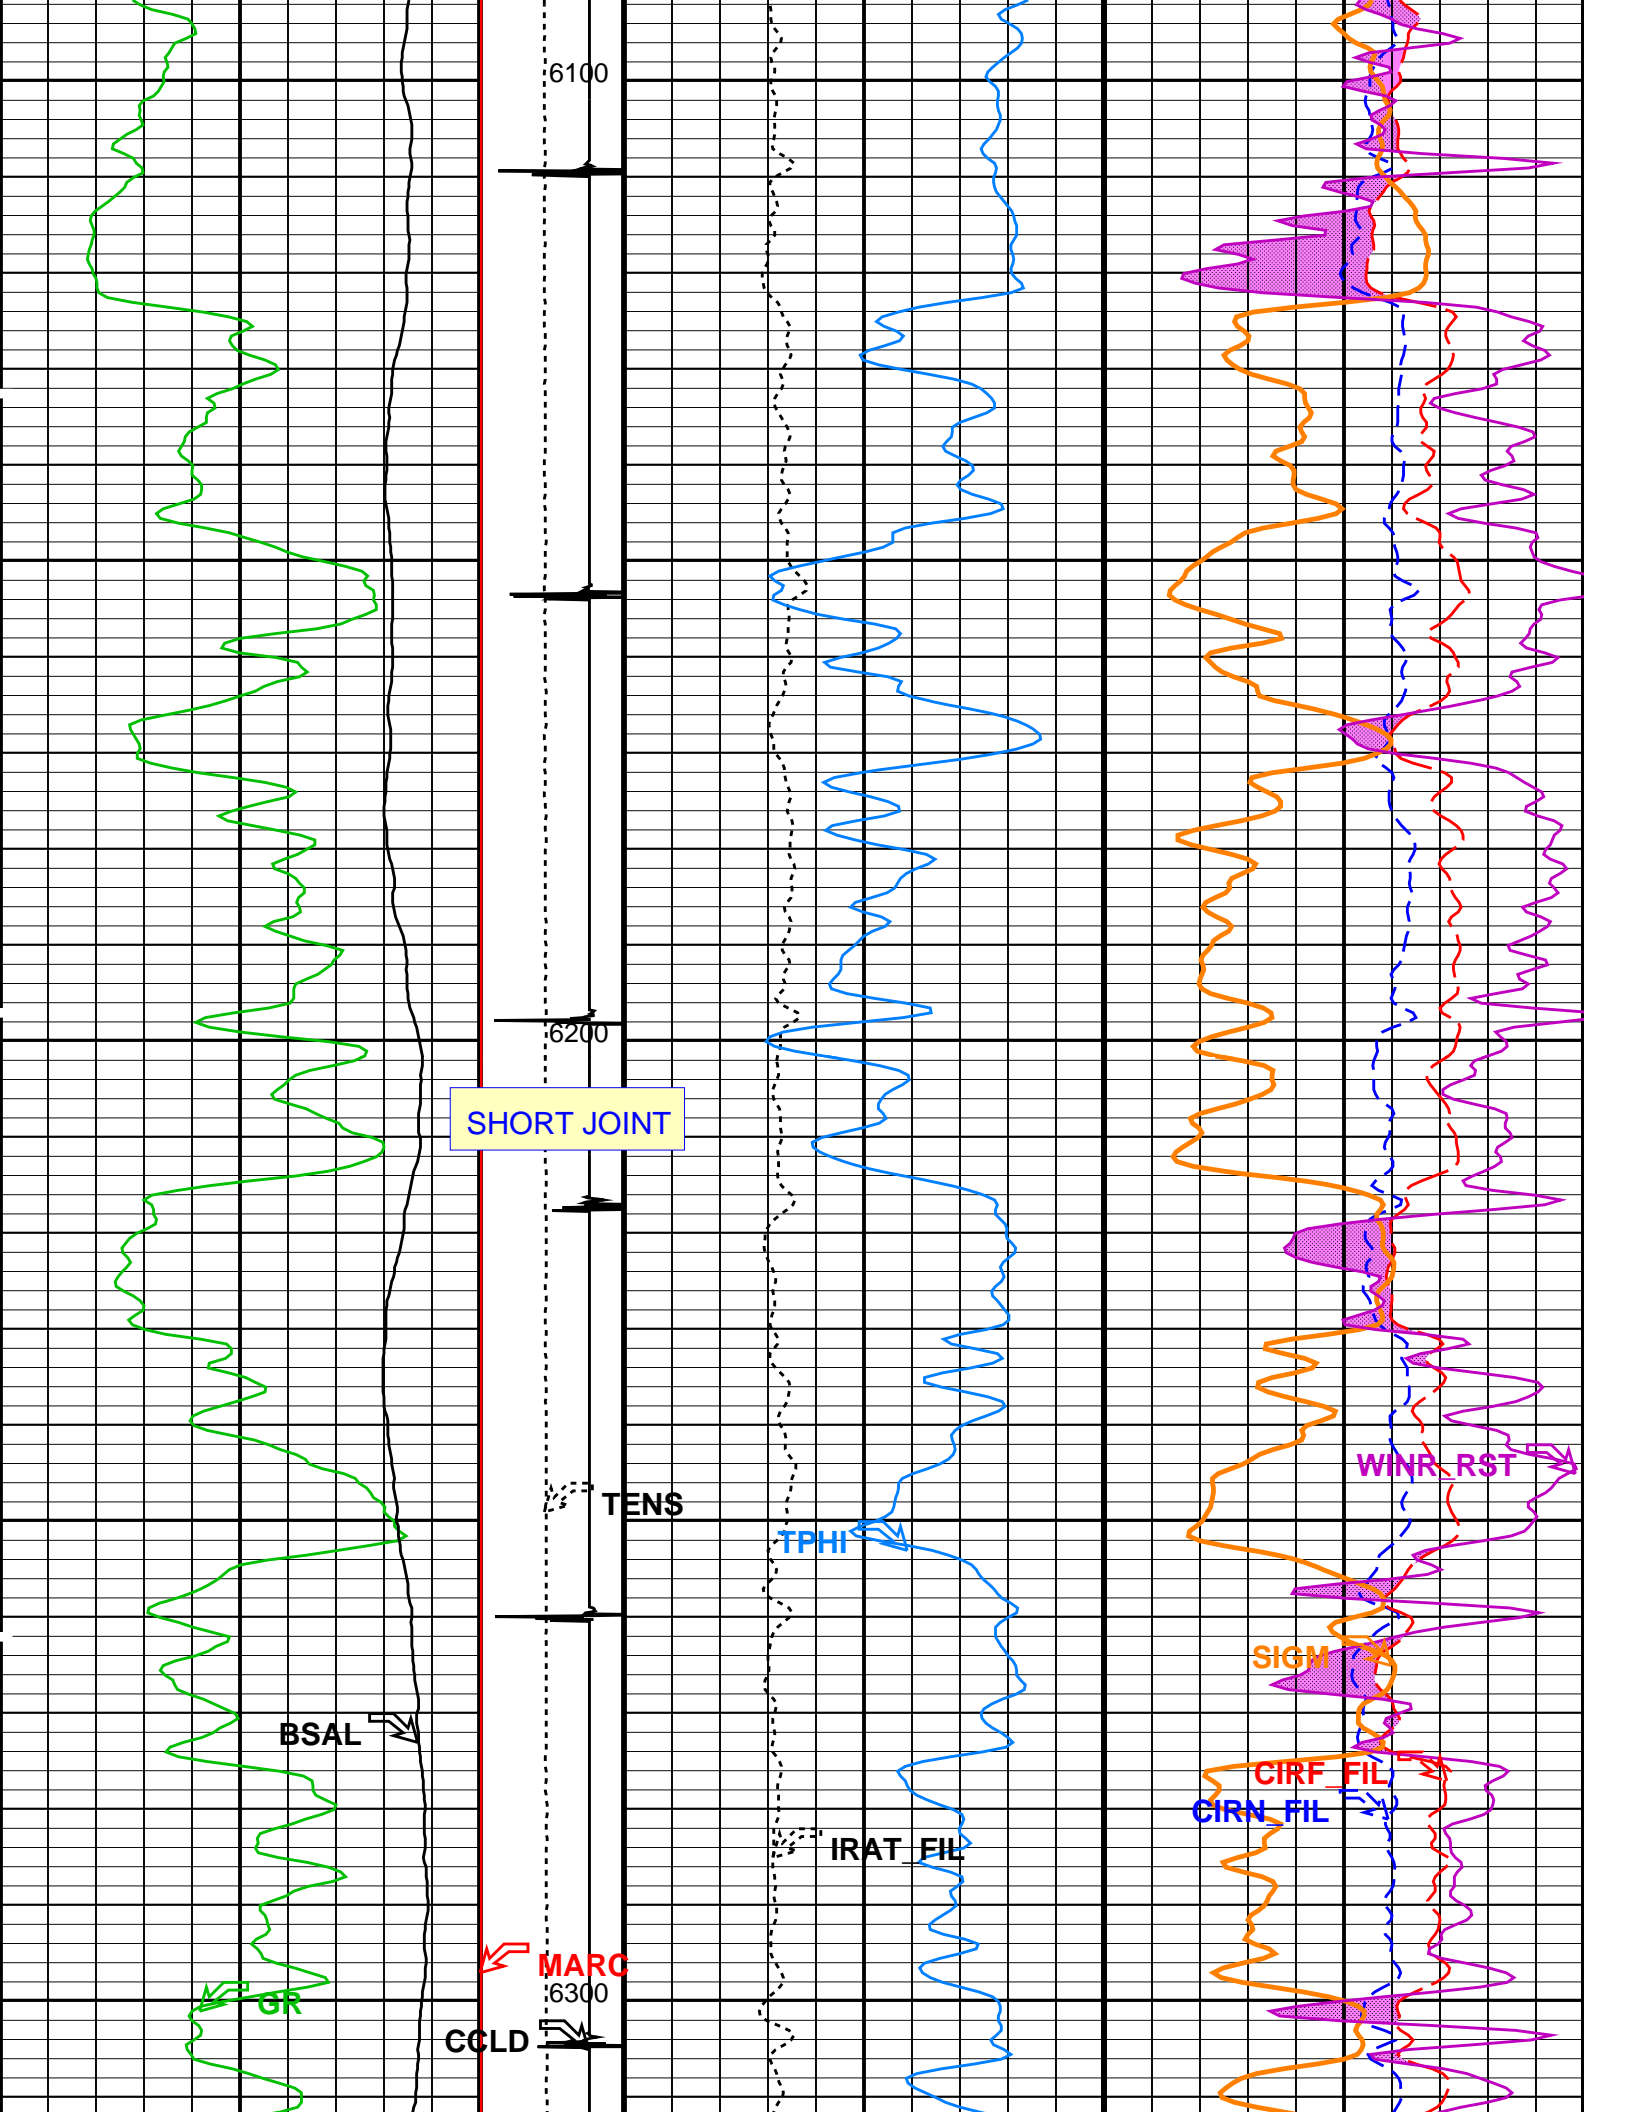 6100
6200
SHORT JOINT
WINR_RST
TENS
TPHI
SIGM
BSAL
CIRF_FIL
CIRN_FIL
IRAT_FIL
MARC
6300
GR
CCLD